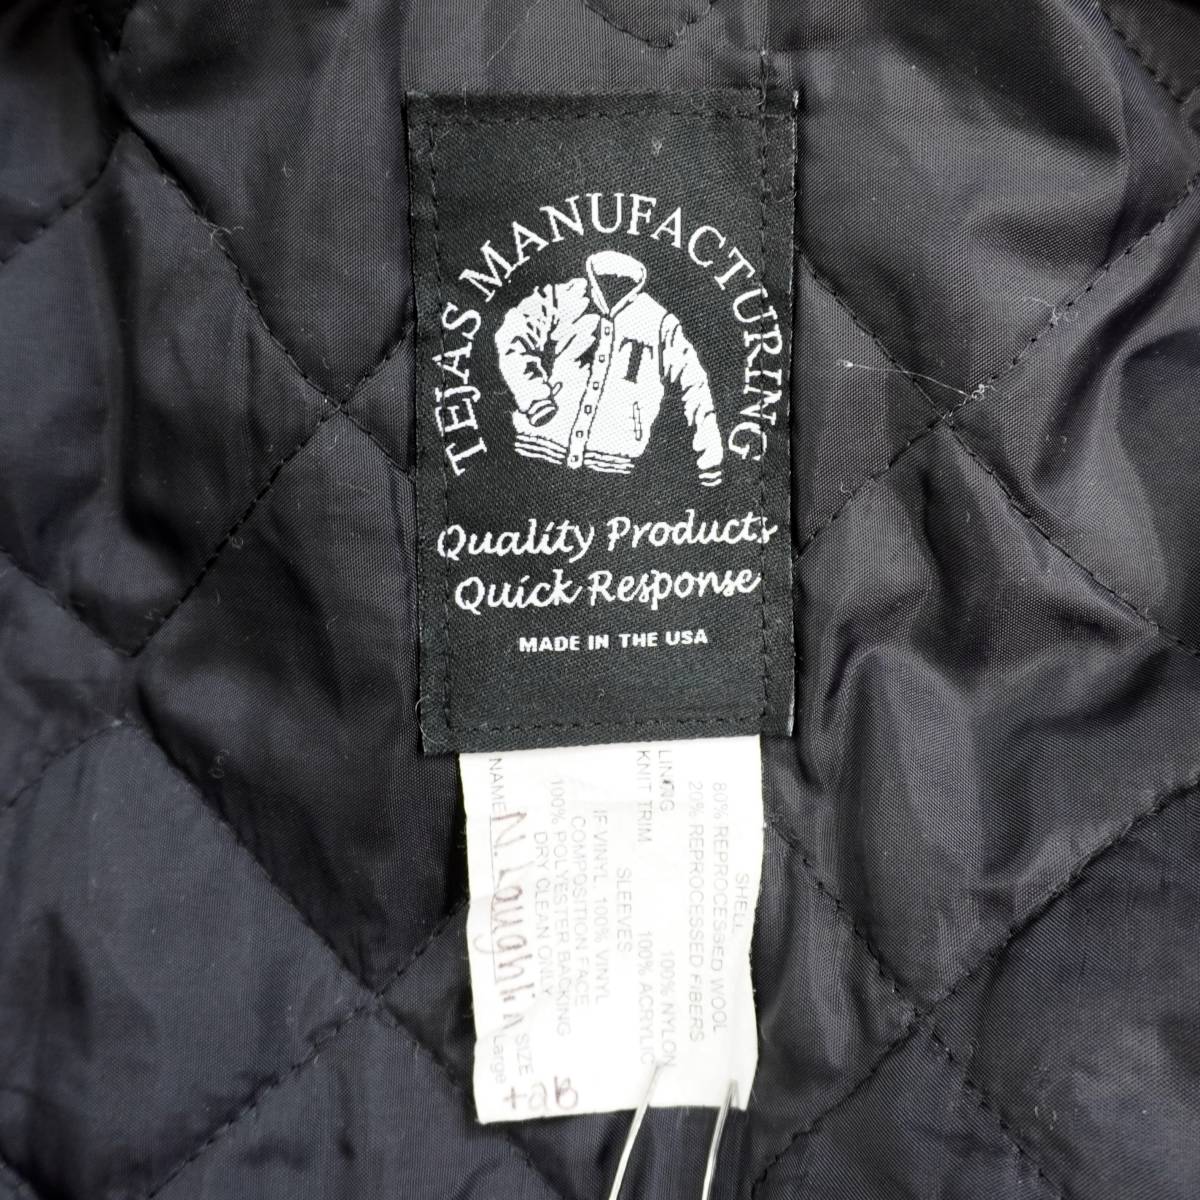 TEJAS MANUFACTURING
T
Quality Products
Quick Response
MADE IN THE USA
SHELL
80% REPROCESSED WOOL
20% REPROCESSED FIBERS
LINING 100% NYLON
KNIT TRIM 100% ACRYLIC
SLEEVES
IF VINYL, 100% VINYL
COMPOSITION FACE
100% POLYESTER BACKING
DRY CLEAN ONLY
NAME N. Laughlin SIZE Large